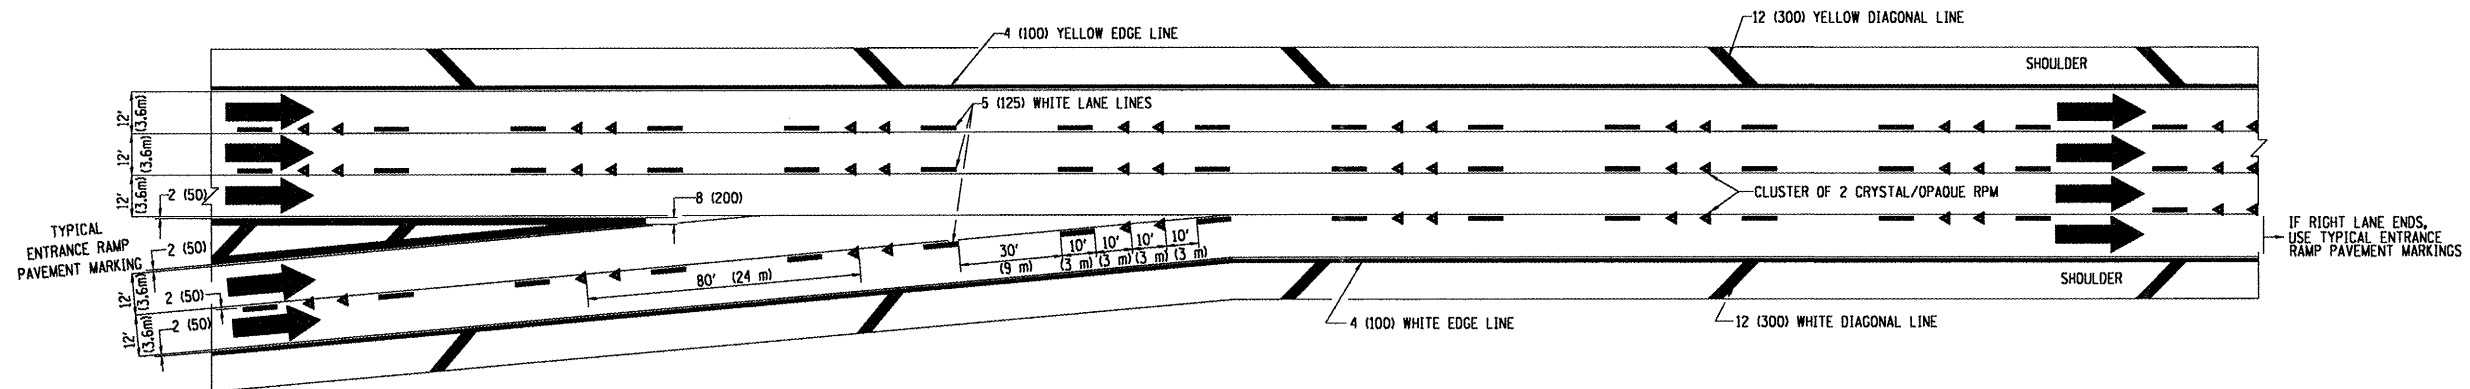 12 (300) YELLOW DIAGONAL LINE
4 (100) YELLOW EDGE LINE
SHOULDER
5 (125) WHITE LANE LINES
12'
(3.6m)
12'
(3.6m)
12'
(3.6m)
2 (50)
8 (200)
CLUSTER OF 2 CRYSTAL/OPAQUE RPM
TYPICAL
ENTRANCE RAMP
PAVEMENT MARKING
2 (50)
IF RIGHT LANE ENDS,
USE TYPICAL ENTRANCE
RAMP PAVEMENT MARKINGS
30'
(9 m)
10'
(3 m)
10'
(3 m)
10'
(3 m)
10'
(3 m)
80' (24 m)
SHOULDER
12'
(3.6m)
2 (50)
12'
(3.6m)
2 (50)
4 (100) WHITE EDGE LINE
12 (300) WHITE DIAGONAL LINE